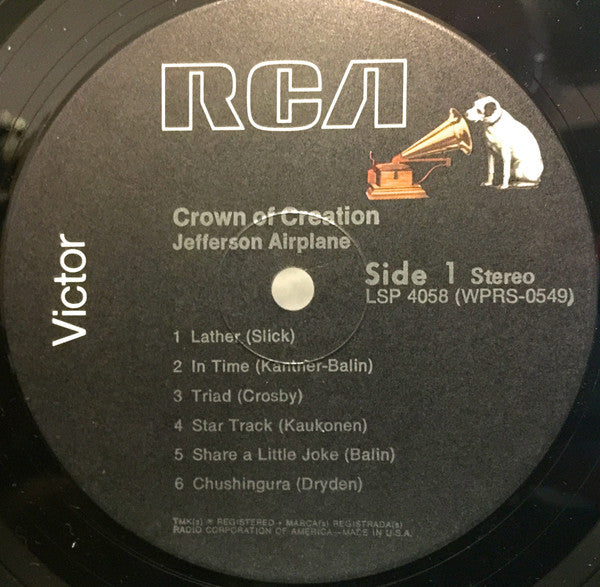 RCA
Victor
Crown of Creation
Jefferson Airplane
Side 1 Stereo
LSP 4058 (WPRS-0549)
1 Lather (Slick)
2 In Time (Kantner-Balin)
3 Triad (Crosby)
4 Star Track (Kaukonen)
5 Share a Little Joke (Balin)
6 Chushingura (Dryden)
TMK(s) ® REGISTERED • MARCA(s) REGISTRADA(s)
RADIO CORPORATION OF AMERICA—MADE IN U.S.A.